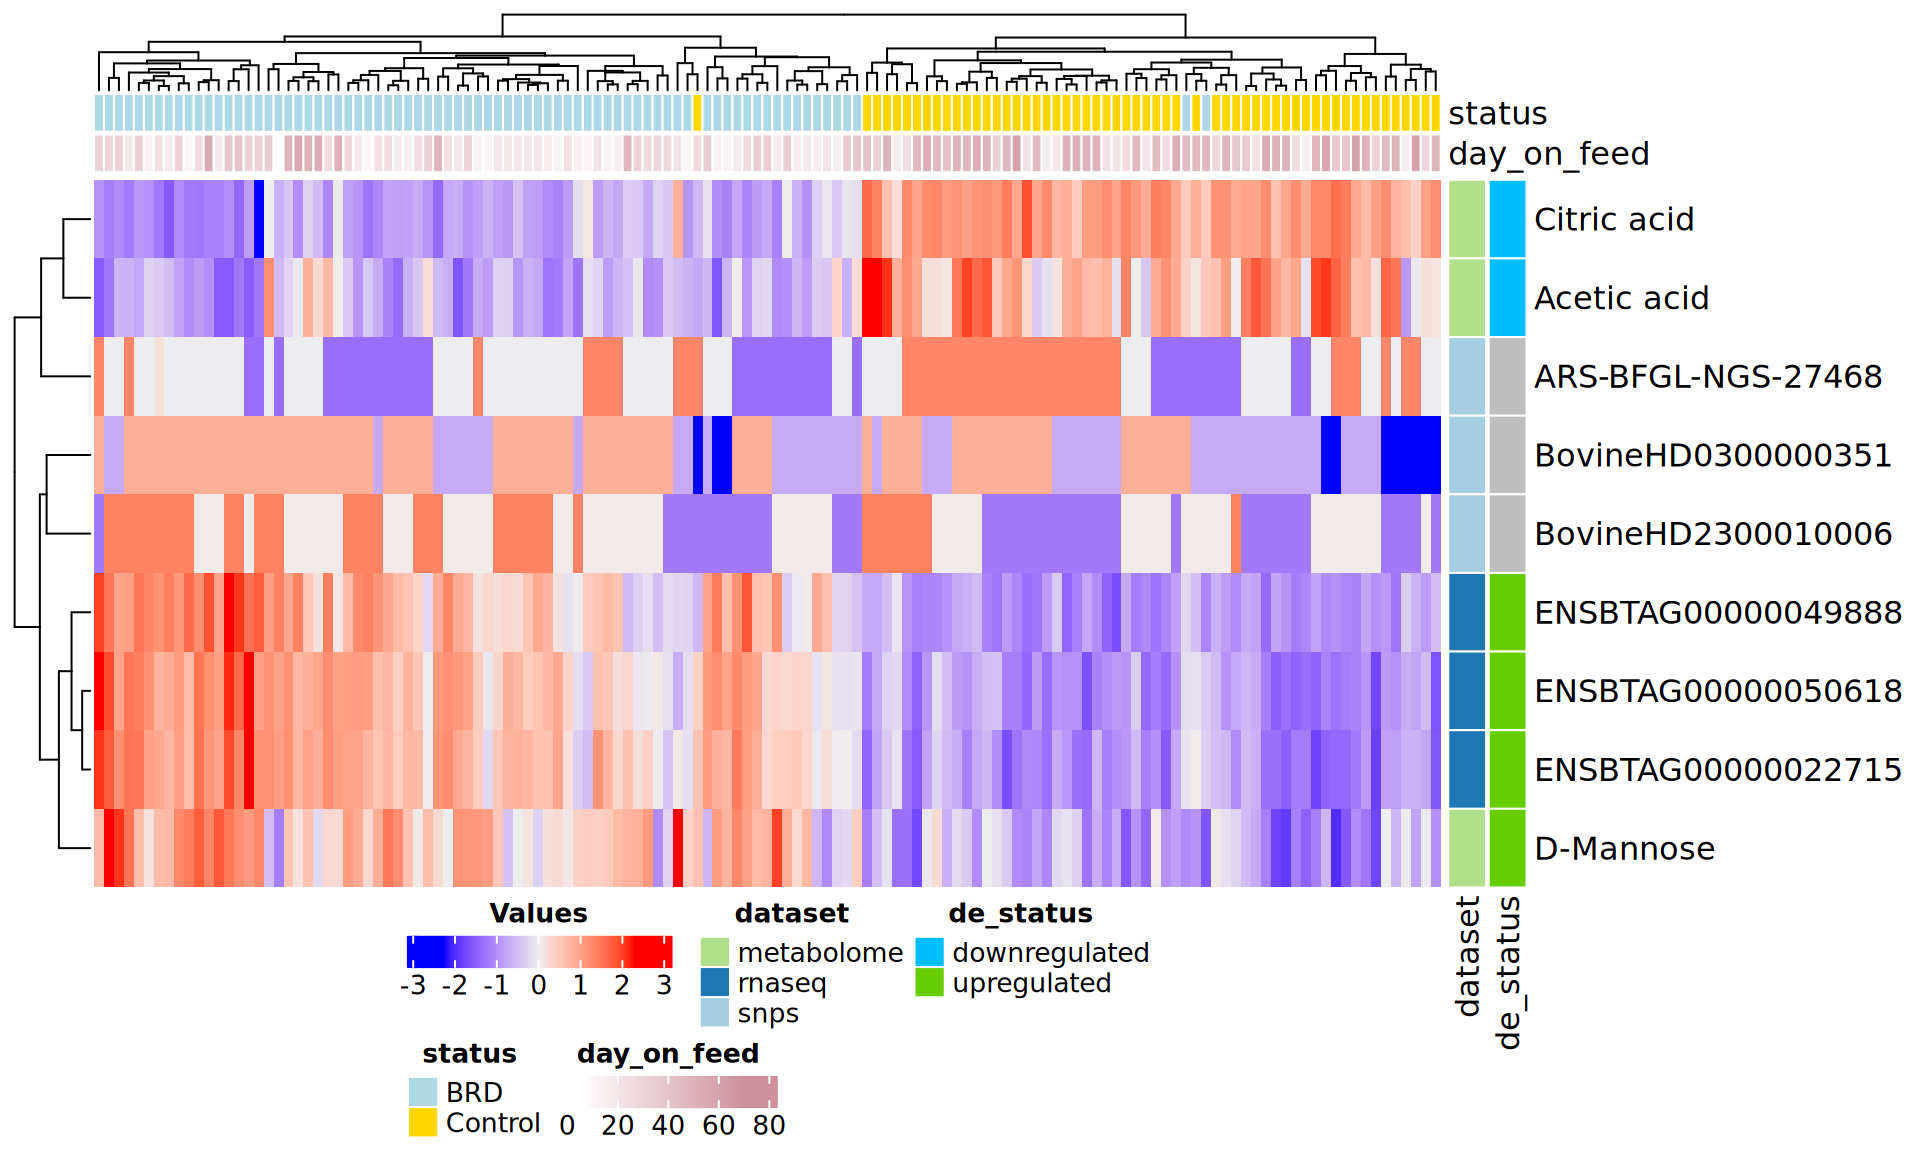 status
day_on_feed
Citric acid
Acetic acid
ARS-BFGL-NGS-27468
BovineHD0300000351
BovineHD2300010006
ENSBTAG00000049888
ENSBTAG00000050618
ENSBTAG00000022715
D-Mannose
dataset
de_status
Values
-3 -2 -1 0 1 2 3
dataset
metabolome
rnaseq
snps
de_status
downregulated
upregulated
status
BRD
Control
day_on_feed
0 20 40 60 80